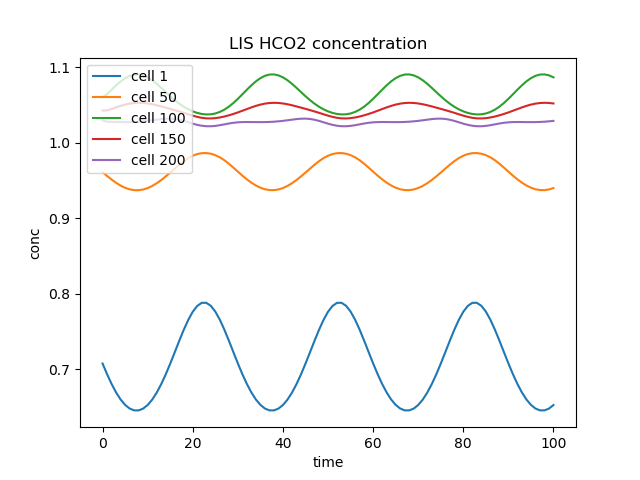 LIS HCO2 concentration
1.1
1.0
0.9
0.8
0.7
conc
cell 1
cell 50
cell 100
cell 150
cell 200
0
20
40
60
80
100
time